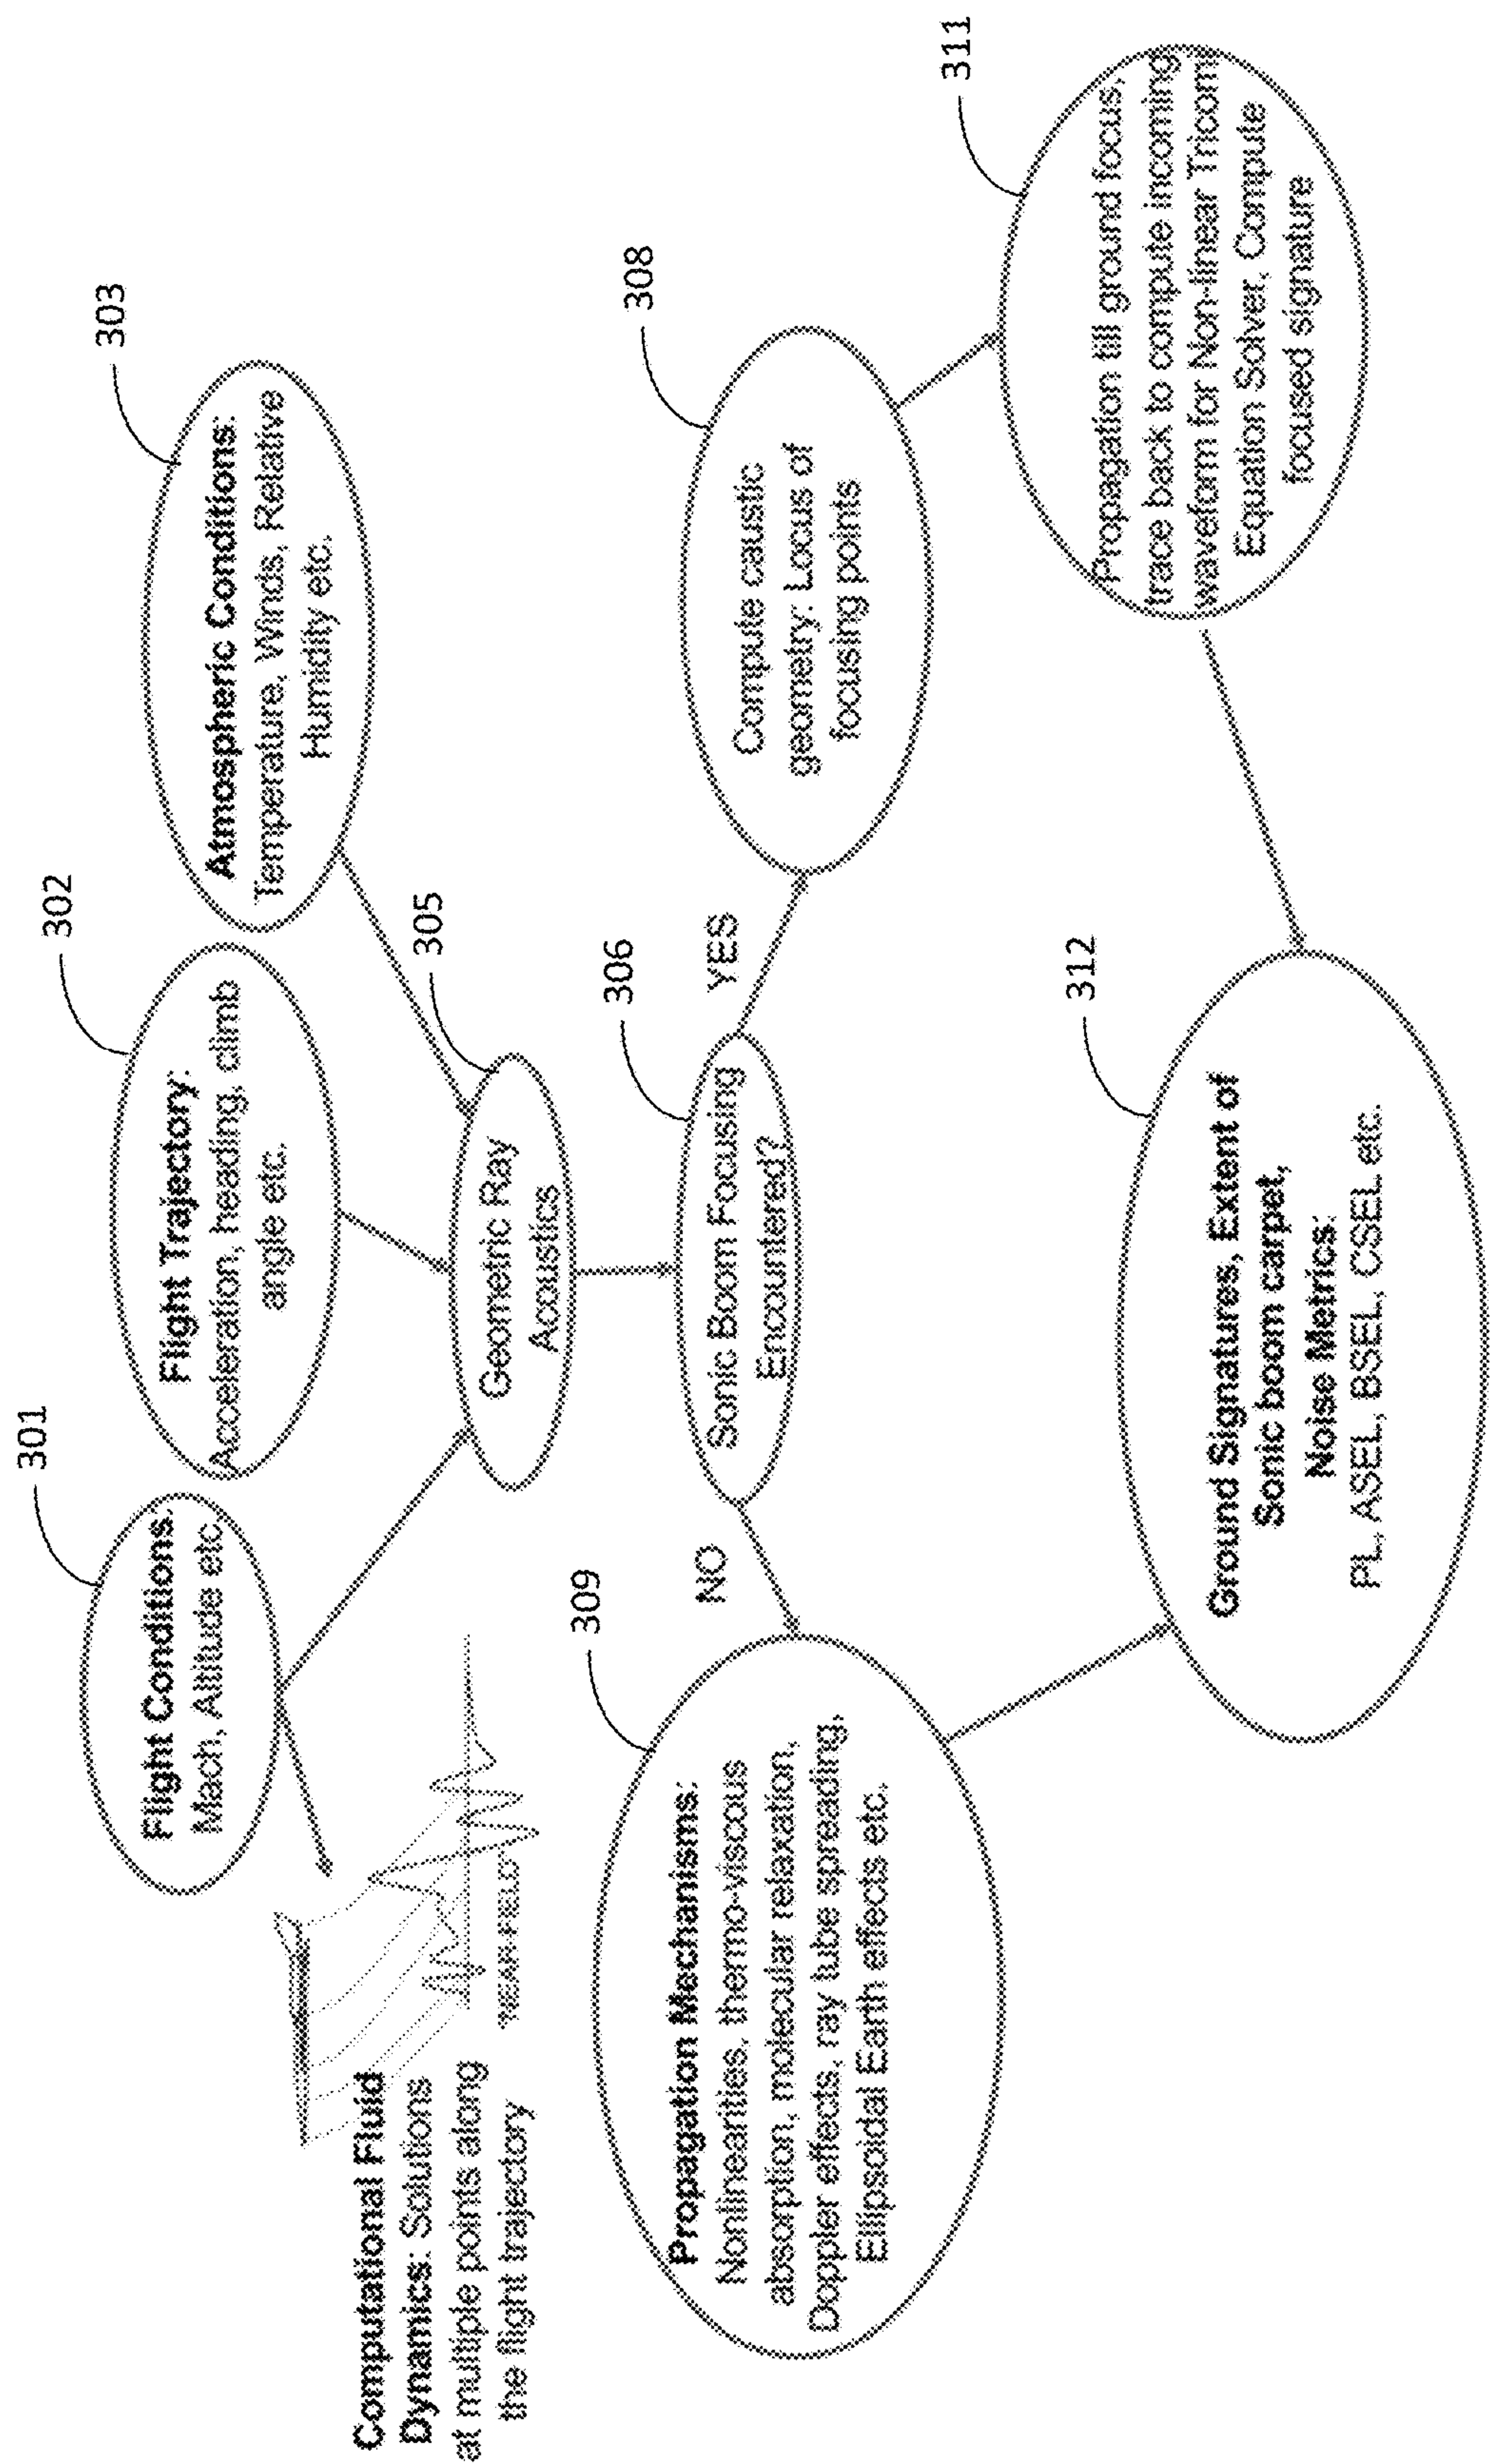 301
Flight Conditions:
Mach, Altitude etc.
302
Flight Trajectory:
Acceleration, heading, climb
angle etc.
303
Atmospheric Conditions:
Temperature, Winds, Relative
Humidity etc.
Computational Fluid
Dynamics: Solutions
at multiple points along
the flight trajectory
NEAR-FIELD
305
Geometric Ray
Acoustics
306
Sonic Boom Focusing
Encountered?
NO
YES
309
Propagation Mechanisms:
Nonlinearities, thermo-viscous
absorption, molecular relaxation,
Doppler effects, ray tube spreading,
Ellipsoidal Earth effects etc.
308
Compute caustic
geometry: Locus of
focusing points
311
Propagation till ground focus,
trace back to compute incoming
waveform for Non-linear Tricomi
Equation Solver, Compute
focused signature
312
Ground Signatures, Extent of
Sonic boom carpet,
Noise Metrics:
PL, ASEL, BSEL, CSEL etc.